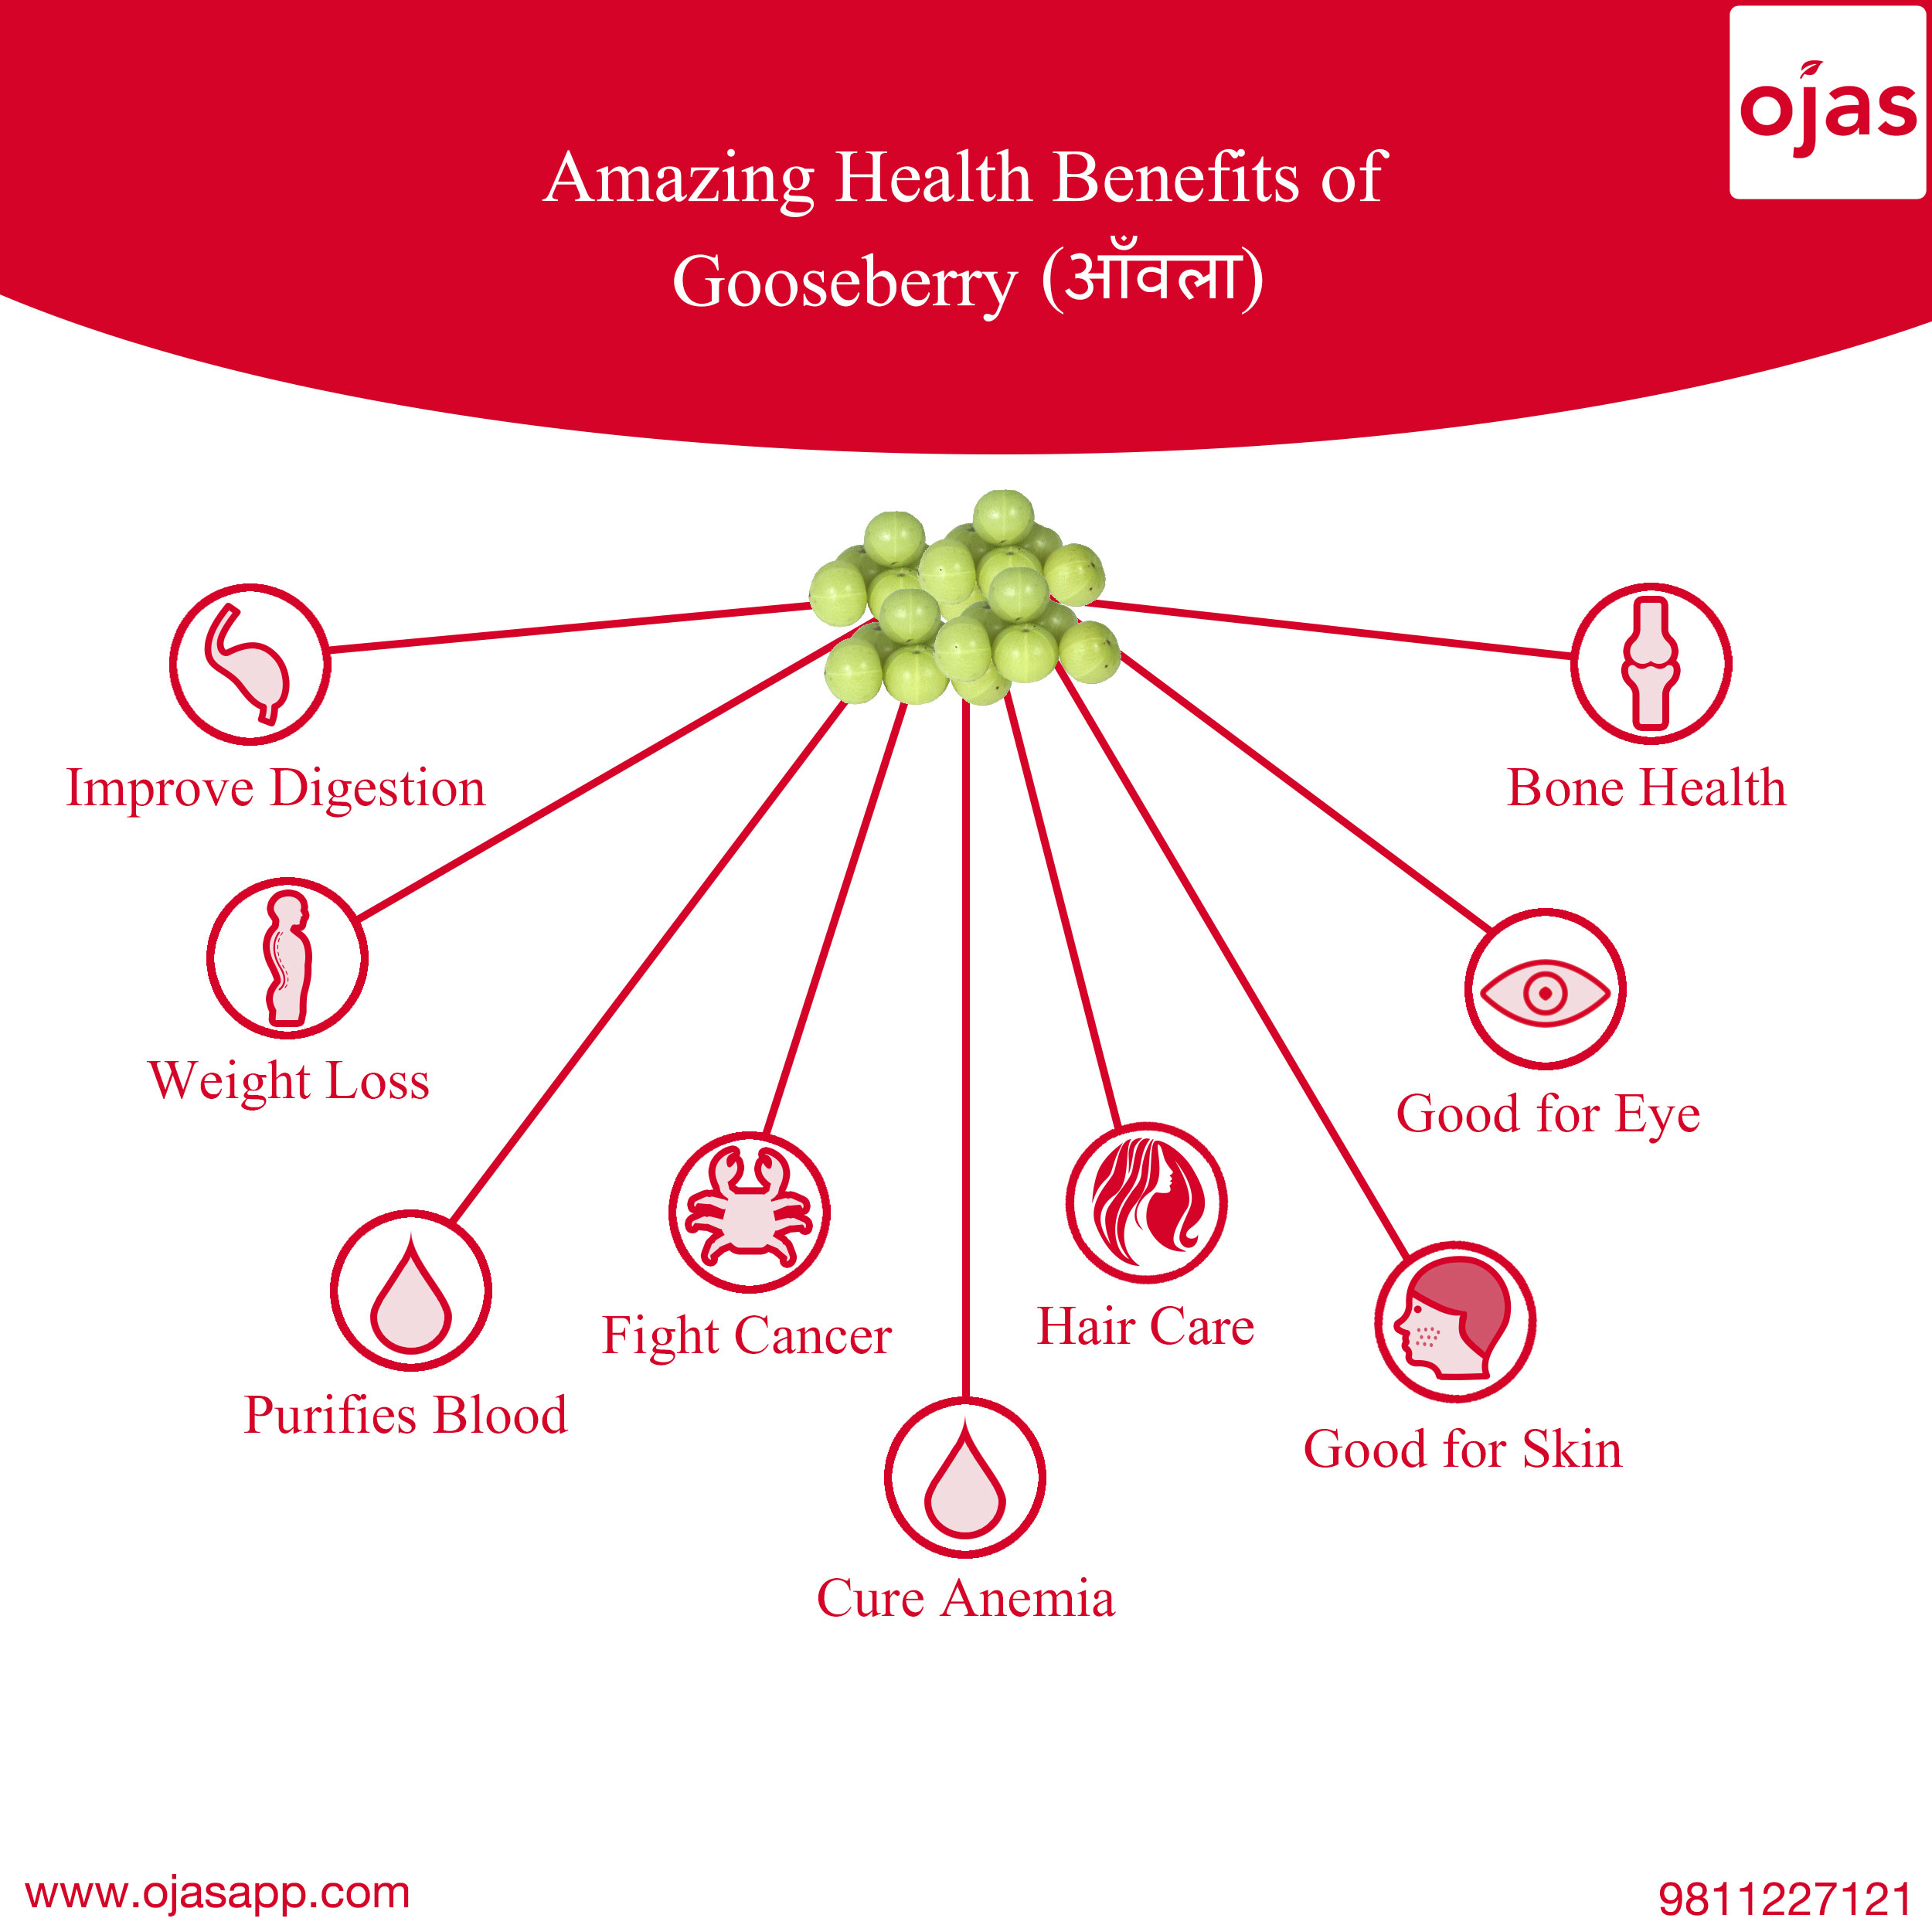 ojas
Amazing Health Benefits of
Gooseberry (आँवला)
Improve Digestion
Bone Health
Weight Loss
Good for Eye
Fight Cancer
Hair Care
Purifies Blood
Good for Skin
Cure Anemia
www.ojasapp.com
9811227121